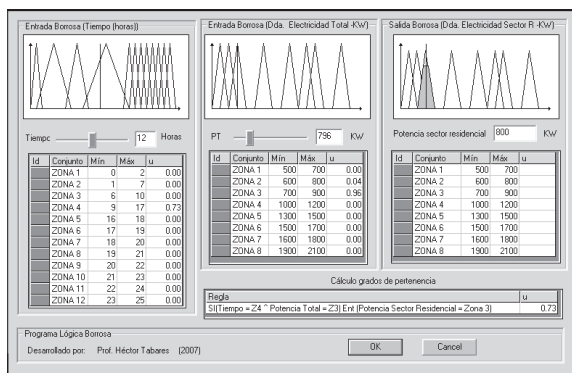 Entrada Borrosa (Tiempo (horas))
Tiempc 12 Horas
Id Conjunto Mín Máx u
ZONA 1 0 2 0.00
ZONA 2 1 7 0.00
ZONA 3 6 10 0.00
ZONA 4 9 17 0.73
ZONA 5 16 18 0.00
ZONA 6 17 19 0.00
ZONA 7 18 20 0.00
ZONA 8 19 21 0.00
ZONA 9 20 22 0.00
ZONA 10 21 23 0.00
ZONA 11 22 24 0.00
ZONA 12 23 25 0.00
Entrada Borrosa (Dda. Electricidad Total -KW)
PT 796 KW
Id Conjunto Mín Máx u
ZONA 1 500 700 0.00
ZONA 2 600 800 0.04
ZONA 3 700 900 0.96
ZONA 4 1000 1200 0.00
ZONA 5 1300 1500 0.00
ZONA 6 1500 1700 0.00
ZONA 7 1600 1800 0.00
ZONA 8 1900 2100 0.00
Salida Borrosa (Dda. Electricidad Sector R -KW)
Potencia sector residencial 800 KW
Id Conjunto Mín Máx u
ZONA 1 500 700
ZONA 2 600 800
ZONA 3 700 900
ZONA 4 1000 1200
ZONA 5 1300 1500
ZONA 6 1500 1700
ZONA 7 1600 1800
ZONA 8 1900 2100
Cálculo grados de pertenencia
Regla u
SI(Tiempo = Z4 ^ Potencia Total = Z3) Ent (Potencia Sector Residencial = Zona 3) 0.73
Programa Lógica Borrosa
Desarrollado por: Prof. Héctor Tabares (2007)
OK Cancel